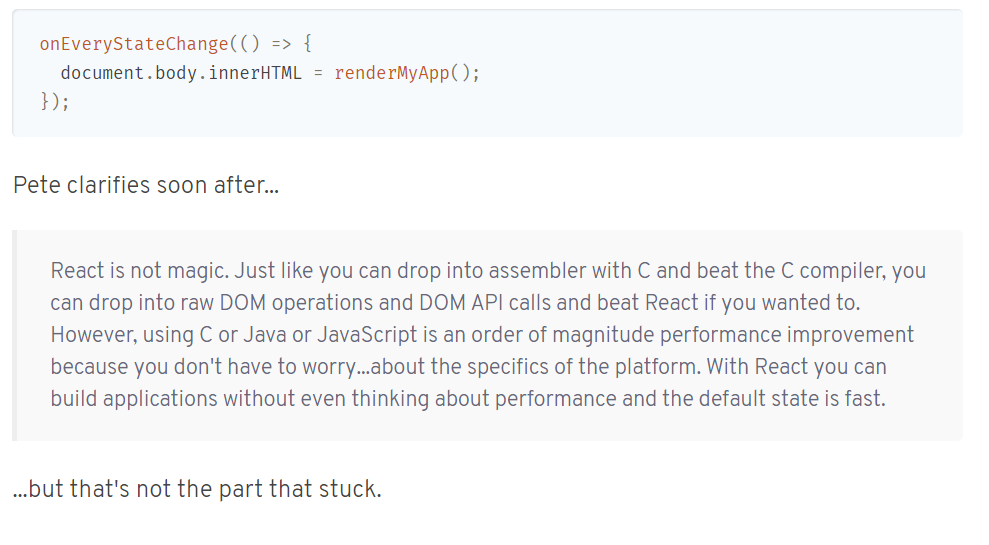 onEveryStateChange(() => {
  document.body.innerHTML = renderMyApp();
});
Pete clarifies soon after...
React is not magic. Just like you can drop into assembler with C and beat the C compiler, you
can drop into raw DOM operations and DOM API calls and beat React if you wanted to.
However, using C or Java or JavaScript is an order of magnitude performance improvement
because you don't have to worry...about the specifics of the platform. With React you can
build applications without even thinking about performance and the default state is fast.
...but that's not the part that stuck.